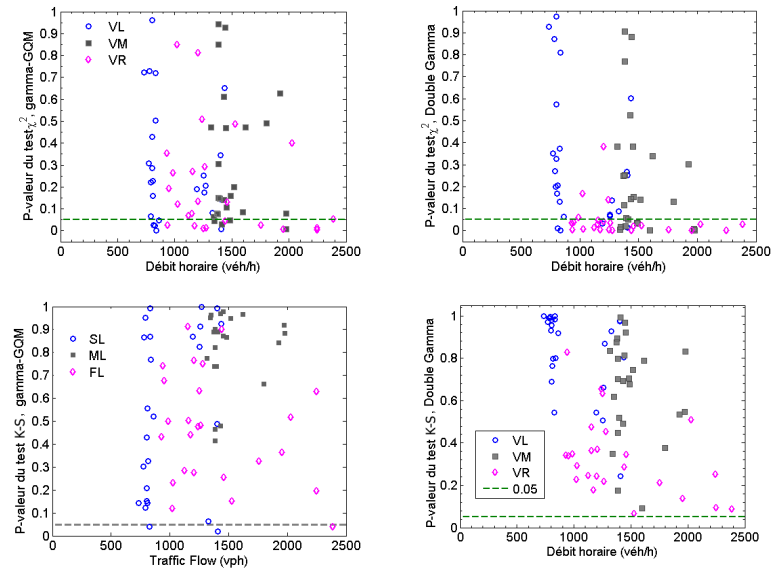 P-valeur du test χ², gamma-GQM
1
0.9
0.8
0.7
0.6
0.5
0.4
0.3
0.2
0.1
0
VL
VM
VR
0 500 1000 1500 2000 2500
Débit horaire (véh/h)
P-valeur du test χ², Double Gamma
1
0.9
0.8
0.7
0.6
0.5
0.4
0.3
0.2
0.1
0
0 500 1000 1500 2000 2500
Débit horaire (véh/h)
P-valeur du test K-S, gamma-GQM
1
0.9
0.8
0.7
0.6
0.5
0.4
0.3
0.2
0.1
0
SL
ML
FL
0 500 1000 1500 2000 2500
Traffic Flow (vph)
P-valeur du test K-S, Double Gamma
1
0.8
0.6
0.4
0.2
0
VL
VM
VR
0.05
0 500 1000 1500 2000 2500
Débit horaire (véh/h)